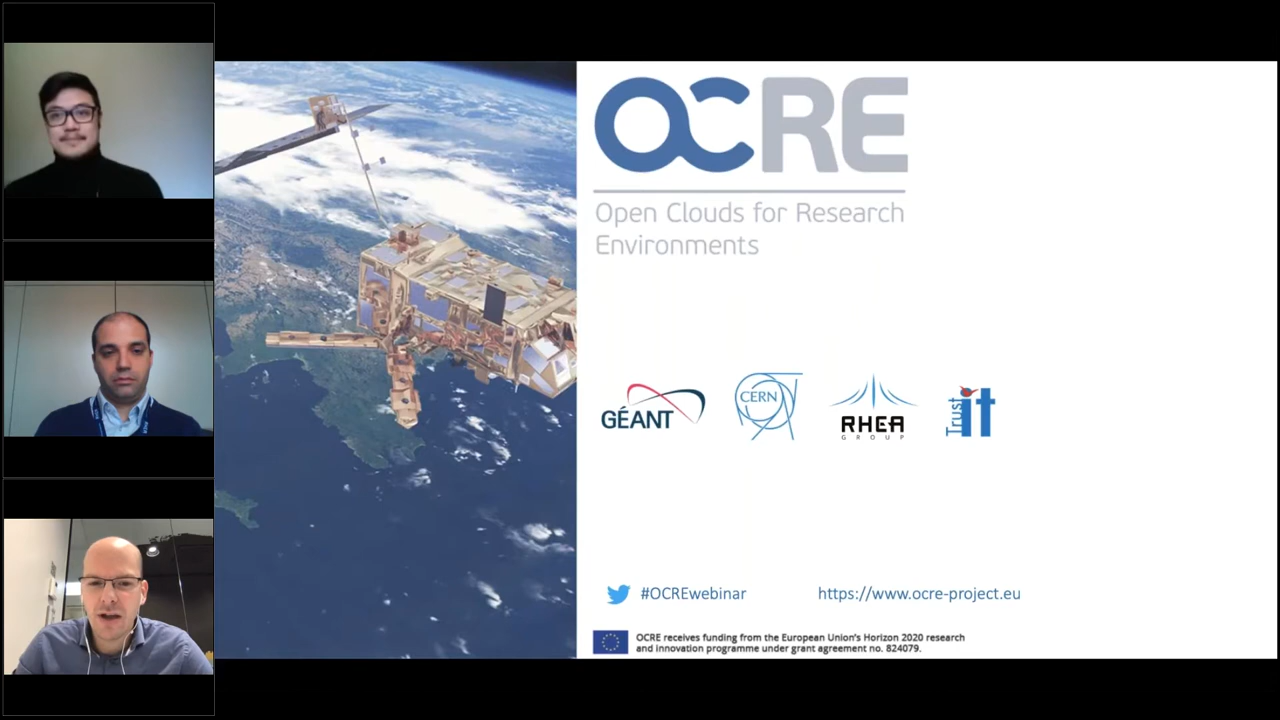 OCRE
Open Clouds for Research
Environments
GÉANT
CERN
RHEA
GROUP
Trust
it
#OCREwebinar
https://www.ocre-project.eu
OCRE receives funding from the European Union's Horizon 2020 research
and innovation programme under grant agreement no. 824079.